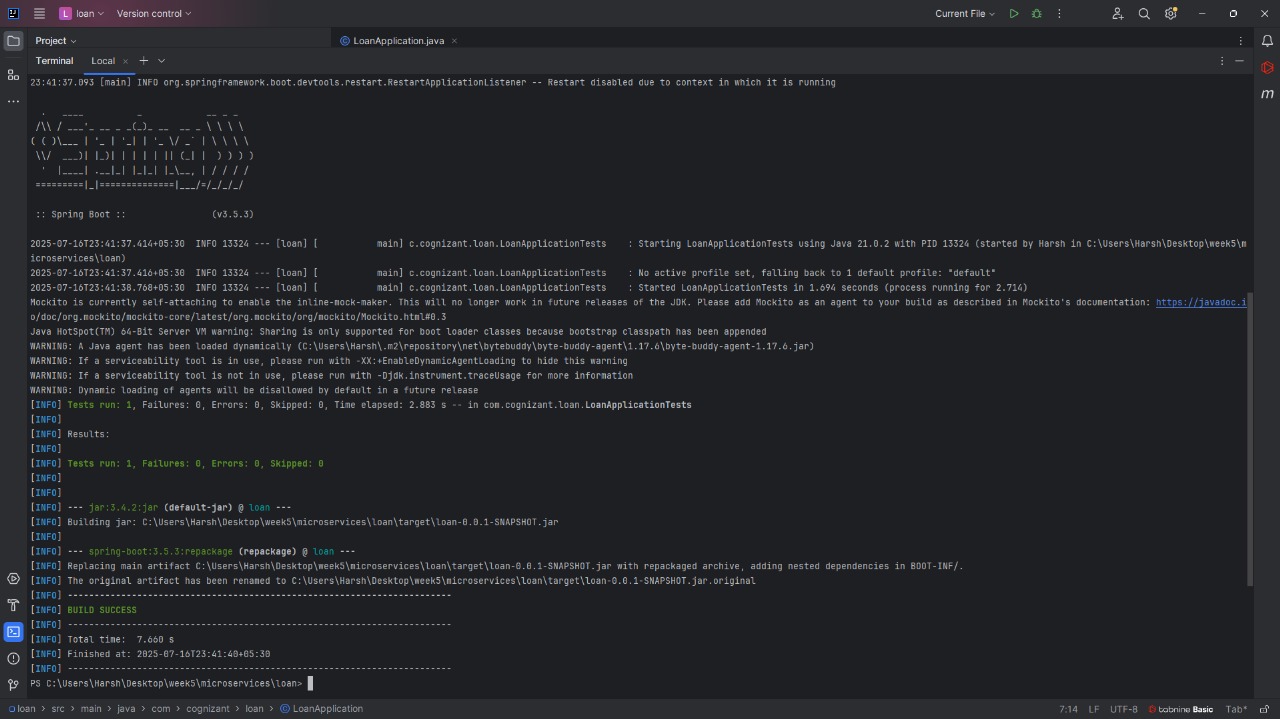 L loan Version control Current File
Project LoanApplication.java ×
Terminal Local ×
23:41:37.093 [main] INFO org.springframework.boot.devtools.restart.RestartApplicationListener -- Restart disabled due to context in which it is running
  .   ____          _            __ _ _
 /\\ / ___'_ __ _ _(_)_ __  __ _ \ \ \ \
( ( )\___ | '_ | '_| | '_ \/ _` | \ \ \ \
 \\/  ___)| |_)| | | | | || (_| |  ) ) ) )
  '  |____| .__|_| |_|_| |_\__, | / / / /
 =========|_|==============|___/=/_/_/_/
 :: Spring Boot ::                (v3.5.3)
2025-07-16T23:41:37.414+05:30  INFO 13324 --- [loan] [           main] c.cognizant.loan.LoanApplicationTests    : Starting LoanApplicationTests using Java 21.0.2 with PID 13324 (started by Harsh in C:\Users\Harsh\Desktop\week5\m
icroservices\loan)
2025-07-16T23:41:37.416+05:30  INFO 13324 --- [loan] [           main] c.cognizant.loan.LoanApplicationTests    : No active profile set, falling back to 1 default profile: "default"
2025-07-16T23:41:38.768+05:30  INFO 13324 --- [loan] [           main] c.cognizant.loan.LoanApplicationTests    : Started LoanApplicationTests in 1.694 seconds (process running for 2.714)
Mockito is currently self-attaching to enable the inline-mock-maker. This will no longer work in future releases of the JDK. Please add Mockito as an agent to your build as described in Mockito's documentation: https://javadoc.i
o/doc/org.mockito/mockito-core/latest/org.mockito/org/mockito/Mockito.html#0.3
Java HotSpot(TM) 64-Bit Server VM warning: Sharing is only supported for boot loader classes because bootstrap classpath has been appended
WARNING: A Java agent has been loaded dynamically (C:\Users\Harsh\.m2\repository\net\bytebuddy\byte-buddy-agent\1.17.6\byte-buddy-agent-1.17.6.jar)
WARNING: If a serviceability tool is in use, please run with -XX:+EnableDynamicAgentLoading to hide this warning
WARNING: If a serviceability tool is not in use, please run with -Djdk.instrument.traceUsage for more information
WARNING: Dynamic loading of agents will be disallowed by default in a future release
[INFO] Tests run: 1, Failures: 0, Errors: 0, Skipped: 0, Time elapsed: 2.883 s -- in com.cognizant.loan.LoanApplicationTests
[INFO]
[INFO] Results:
[INFO]
[INFO] Tests run: 1, Failures: 0, Errors: 0, Skipped: 0
[INFO]
[INFO]
[INFO] --- jar:3.4.2:jar (default-jar) @ loan ---
[INFO] Building jar: C:\Users\Harsh\Desktop\week5\microservices\loan\target\loan-0.0.1-SNAPSHOT.jar
[INFO]
[INFO] --- spring-boot:3.5.3:repackage (repackage) @ loan ---
[INFO] Replacing main artifact C:\Users\Harsh\Desktop\week5\microservices\loan\target\loan-0.0.1-SNAPSHOT.jar with repackaged archive, adding nested dependencies in BOOT-INF/.
[INFO] The original artifact has been renamed to C:\Users\Harsh\Desktop\week5\microservices\loan\target\loan-0.0.1-SNAPSHOT.jar.original
[INFO] ------------------------------------------------------------------------
[INFO] BUILD SUCCESS
[INFO] ------------------------------------------------------------------------
[INFO] Total time:  7.660 s
[INFO] Finished at: 2025-07-16T23:41:40+05:30
[INFO] ------------------------------------------------------------------------
PS C:\Users\Harsh\Desktop\week5\microservices\loan>
loan > src > main > java > com > cognizant > loan > LoanApplication 7:14 LF UTF-8 tabnine Basic Tab*